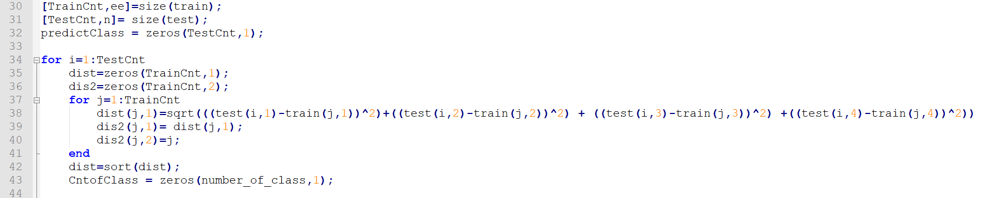 30 [TrainCnt,ee]=size(train);
31 [TestCnt,n]= size(test);
32 predictClass = zeros(TestCnt,1);
33
34 for i=1:TestCnt
35 dist=zeros(TrainCnt,1);
36 dis2=zeros(TrainCnt,2);
37 for j=1:TrainCnt
38 dist(j,1)=sqrt(((test(i,1)-train(j,1))^2)+((test(i,2)-train(j,2))^2) + ((test(i,3)-train(j,3))^2) +((test(i,4)-train(j,4))^2))
39 dis2(j,1)= dist(j,1);
40 dis2(j,2)=j;
41 end
42 dist=sort(dist);
43 CntofClass = zeros(number_of_class,1);
44